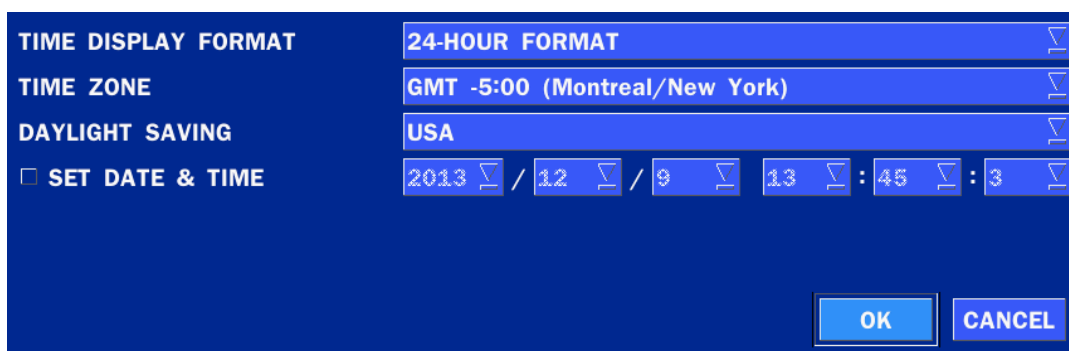 TIME DISPLAY FORMAT 24-HOUR FORMAT
TIME ZONE GMT -5:00 (Montreal/New York)
DAYLIGHT SAVING USA
SET DATE & TIME 2013 / 12 / 9 13 : 45 : 3
OK CANCEL